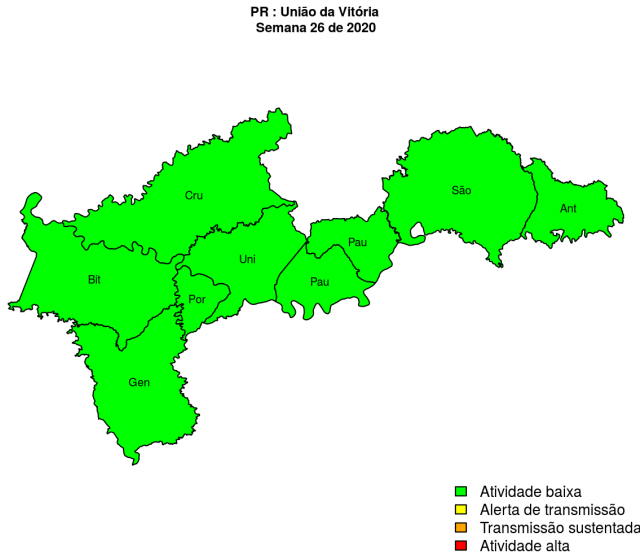 PR : União da Vitória
Semana 26 de 2020
Cru
São
Ant
Pau
Uni
Bit
Pau
Por
Gen
Atividade baixa
Alerta de transmissão
Transmissão sustentada
Atividade alta